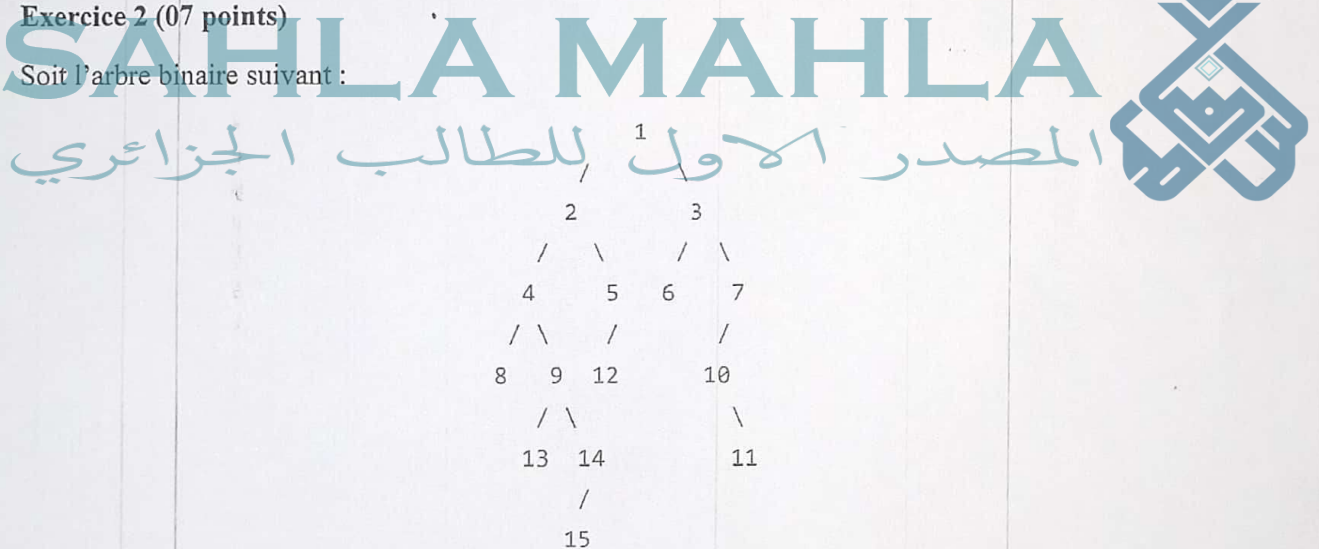 Exercice 2 (07 points)
SAHLA MAHLA
Soit l'arbre binaire suivant :
المصدر الاول للطالب الجزائري
1
/ \
2 3
/ \ / \
4 5 6 7
/ \ / /
8 9 12 10
/ \ \
13 14 11
/
15